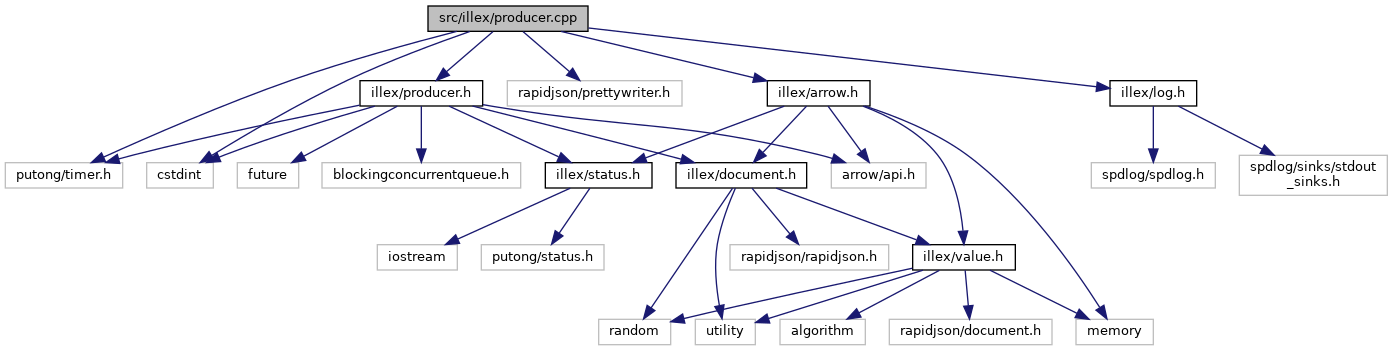 src/illex/producer.cpp
illex/producer.h
rapidjson/prettywriter.h
illex/arrow.h
illex/log.h
putong/timer.h
cstdint
future
blockingconcurrentqueue.h
illex/status.h
illex/document.h
arrow/api.h
spdlog/spdlog.h
spdlog/sinks/stdout
_sinks.h
iostream
putong/status.h
rapidjson/rapidjson.h
illex/value.h
random
utility
algorithm
rapidjson/document.h
memory